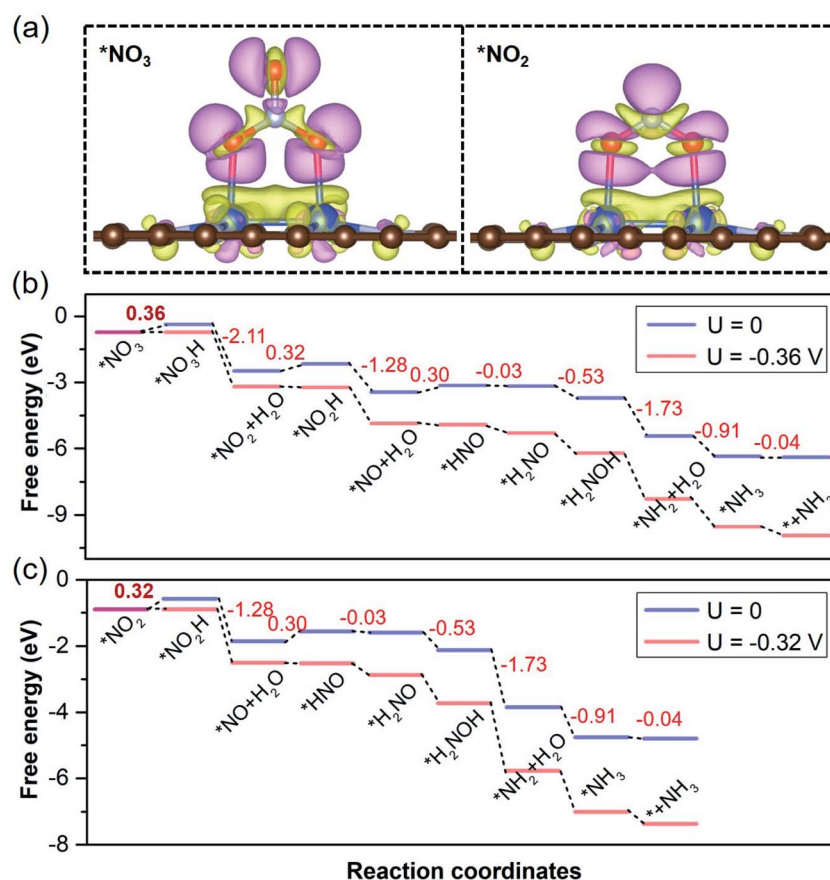 (a)
*NO₃
*NO₂
(b)
0
-3
-6
-9
Free energy (eV)
U = 0
U = -0.36 V
0.36
-2.11
0.32
-1.28
0.30
-0.03
-0.53
-1.73
-0.91
-0.04
*NO₃
*NO₃H
*NO₂+H₂O
*NO₂H
*NO+H₂O
*HNO
*H₂NO
*H₂NOH
*NH₂+H₂O
*NH₃
*+NH₃
(c)
0
-2
-4
-6
-8
Free energy (eV)
U = 0
U = -0.32 V
0.32
-1.28
0.30
-0.03
-0.53
-1.73
-0.91
-0.04
*NO₂
*NO₂H
*NO+H₂O
*HNO
*H₂NO
*H₂NOH
*NH₂+H₂O
*NH₃
*+NH₃
Reaction coordinates